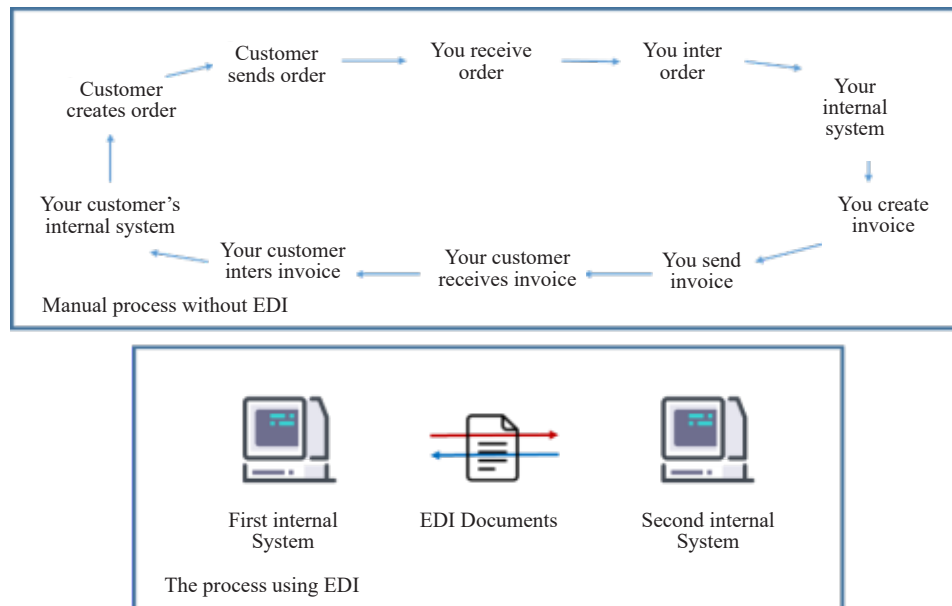 Customer
sends order
You receive
order
You inter
order
Customer
creates order
Your
internal
system
Your customer’s
internal system
You create
invoice
Your customer
inters invoice
Your customer
receives invoice
You send
invoice
Manual process without EDI
First internal
System
EDI Documents
Second internal
System
The process using EDI